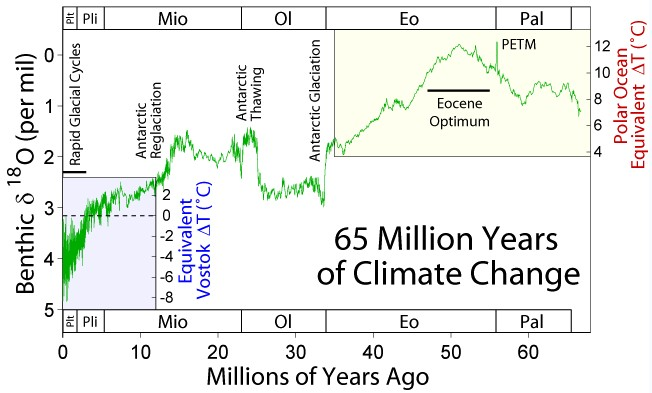 Plt Pli Mio Ol Eo Pal
0
1
2
3
4
5
Benthic δ 18O (per mil)
Rapid Glacial Cycles
Antarctic
Reglaciation
Antarctic
Thawing
Antarctic Glaciation
PETM
Eocene
Optimum
12
10
8
6
4
Polar Ocean
Equivalent ΔT (˚C)
2
0
-2
-4
-6
-8
Equivalent
Vostok ΔT (˚C)
65 Million Years
of Climate Change
Plt Pli Mio Ol Eo Pal
0 10 20 30 40 50 60
Millions of Years Ago